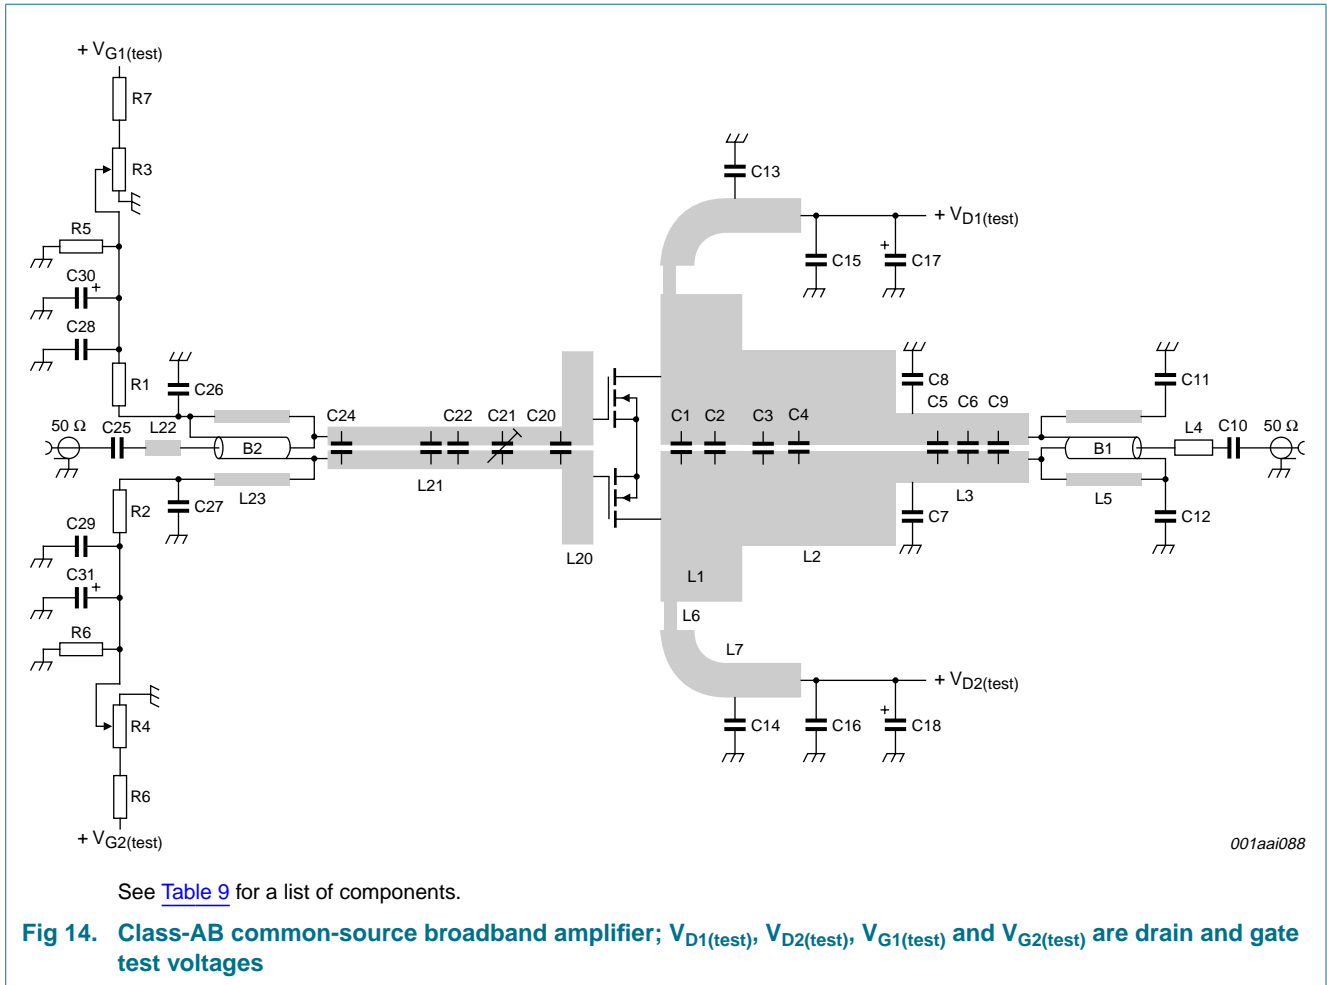 + VG1(test)
R7
R3
R5
C30
+
C28
R1
C26
50 Ω
C25
L22
B2
C24
C22
C21
C20
L21
L23
R2
C27
C29
C31
+
R6
R4
R6
+ VG2(test)
L20
C13
+ VD1(test)
C15
+
C17
C1
C2
C3
C4
C8
C5
C6
C9
C11
L4
C10
50 Ω
B1
L3
L5
C7
C12
L2
L1
L6
L7
+ VD2(test)
C14
C16
+
C18
001aai088
See Table 9 for a list of components.
Fig 14. Class-AB common-source broadband amplifier; VD1(test), VD2(test), VG1(test) and VG2(test) are drain and gate
test voltages